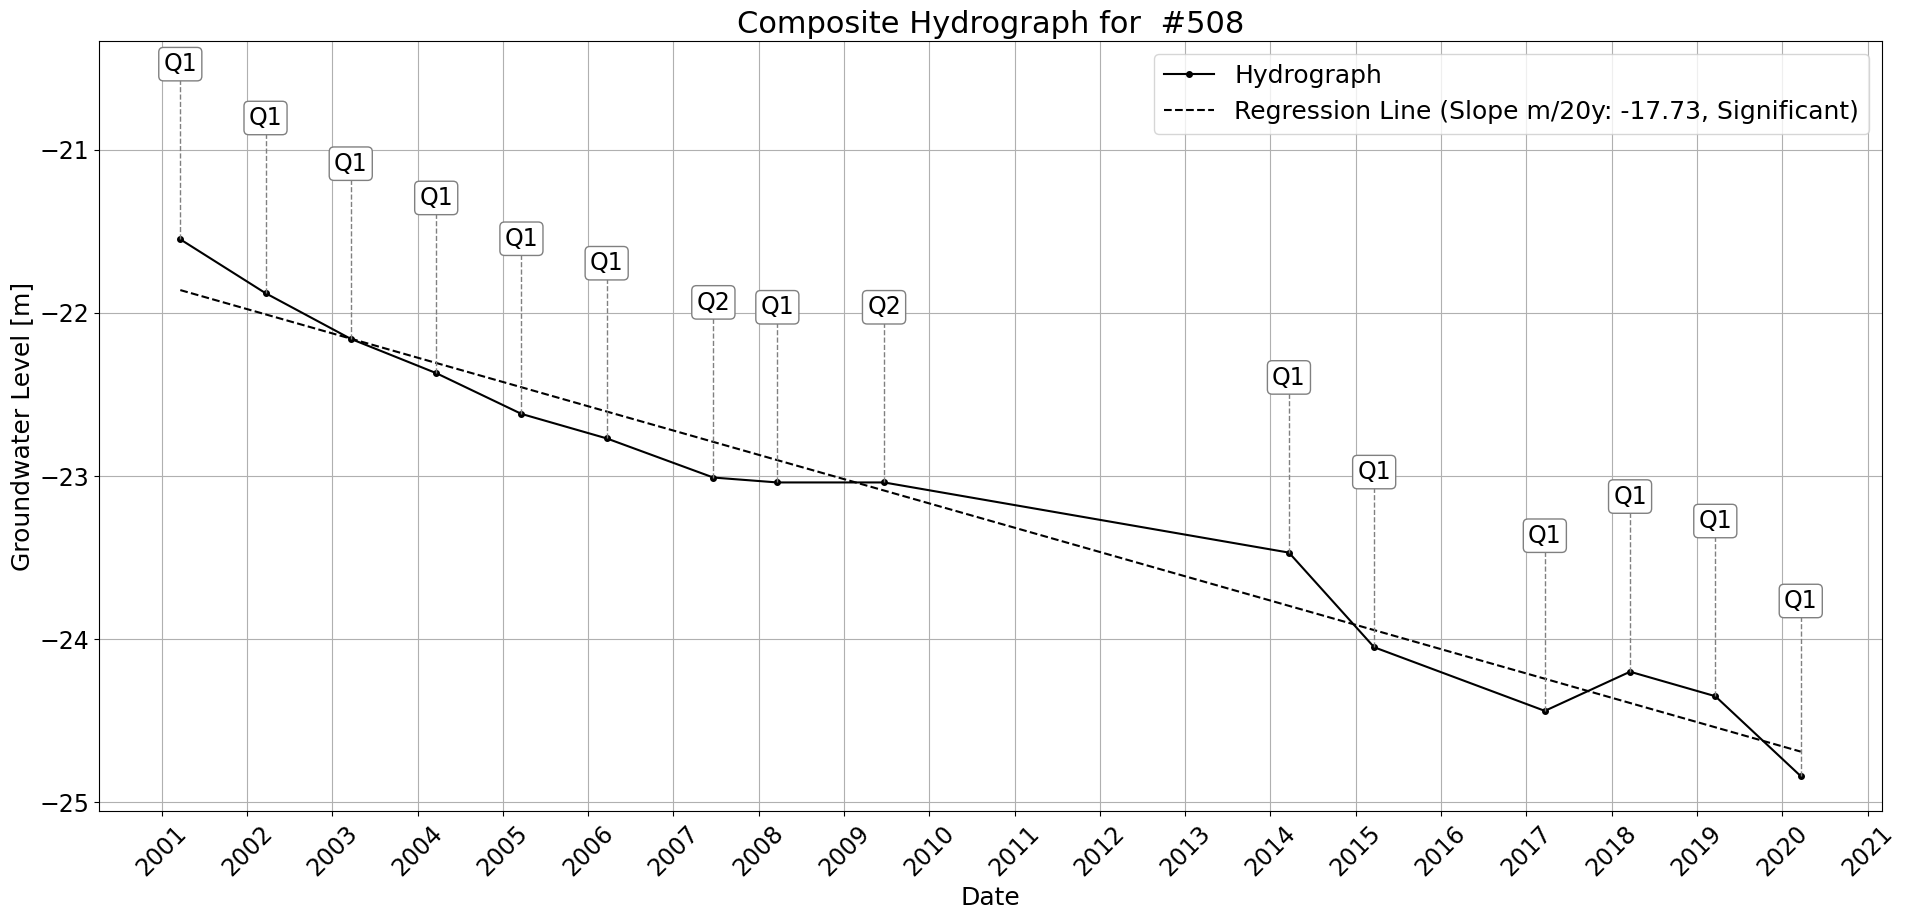 Composite Hydrograph for  #508
Hydrograph
Regression Line (Slope m/20y: -17.73, Significant)
Q1
Q1
Q1
Q1
Q1
Q1
Q2
Q1
Q2
Q1
Q1
Q1
Q1
Q1
Q1
Groundwater Level [m]
−21
−22
−23
−24
−25
2001
2002
2003
2004
2005
2006
2007
2008
2009
2010
2011
2012
2013
2014
2015
2016
2017
2018
2019
2020
2021
Date